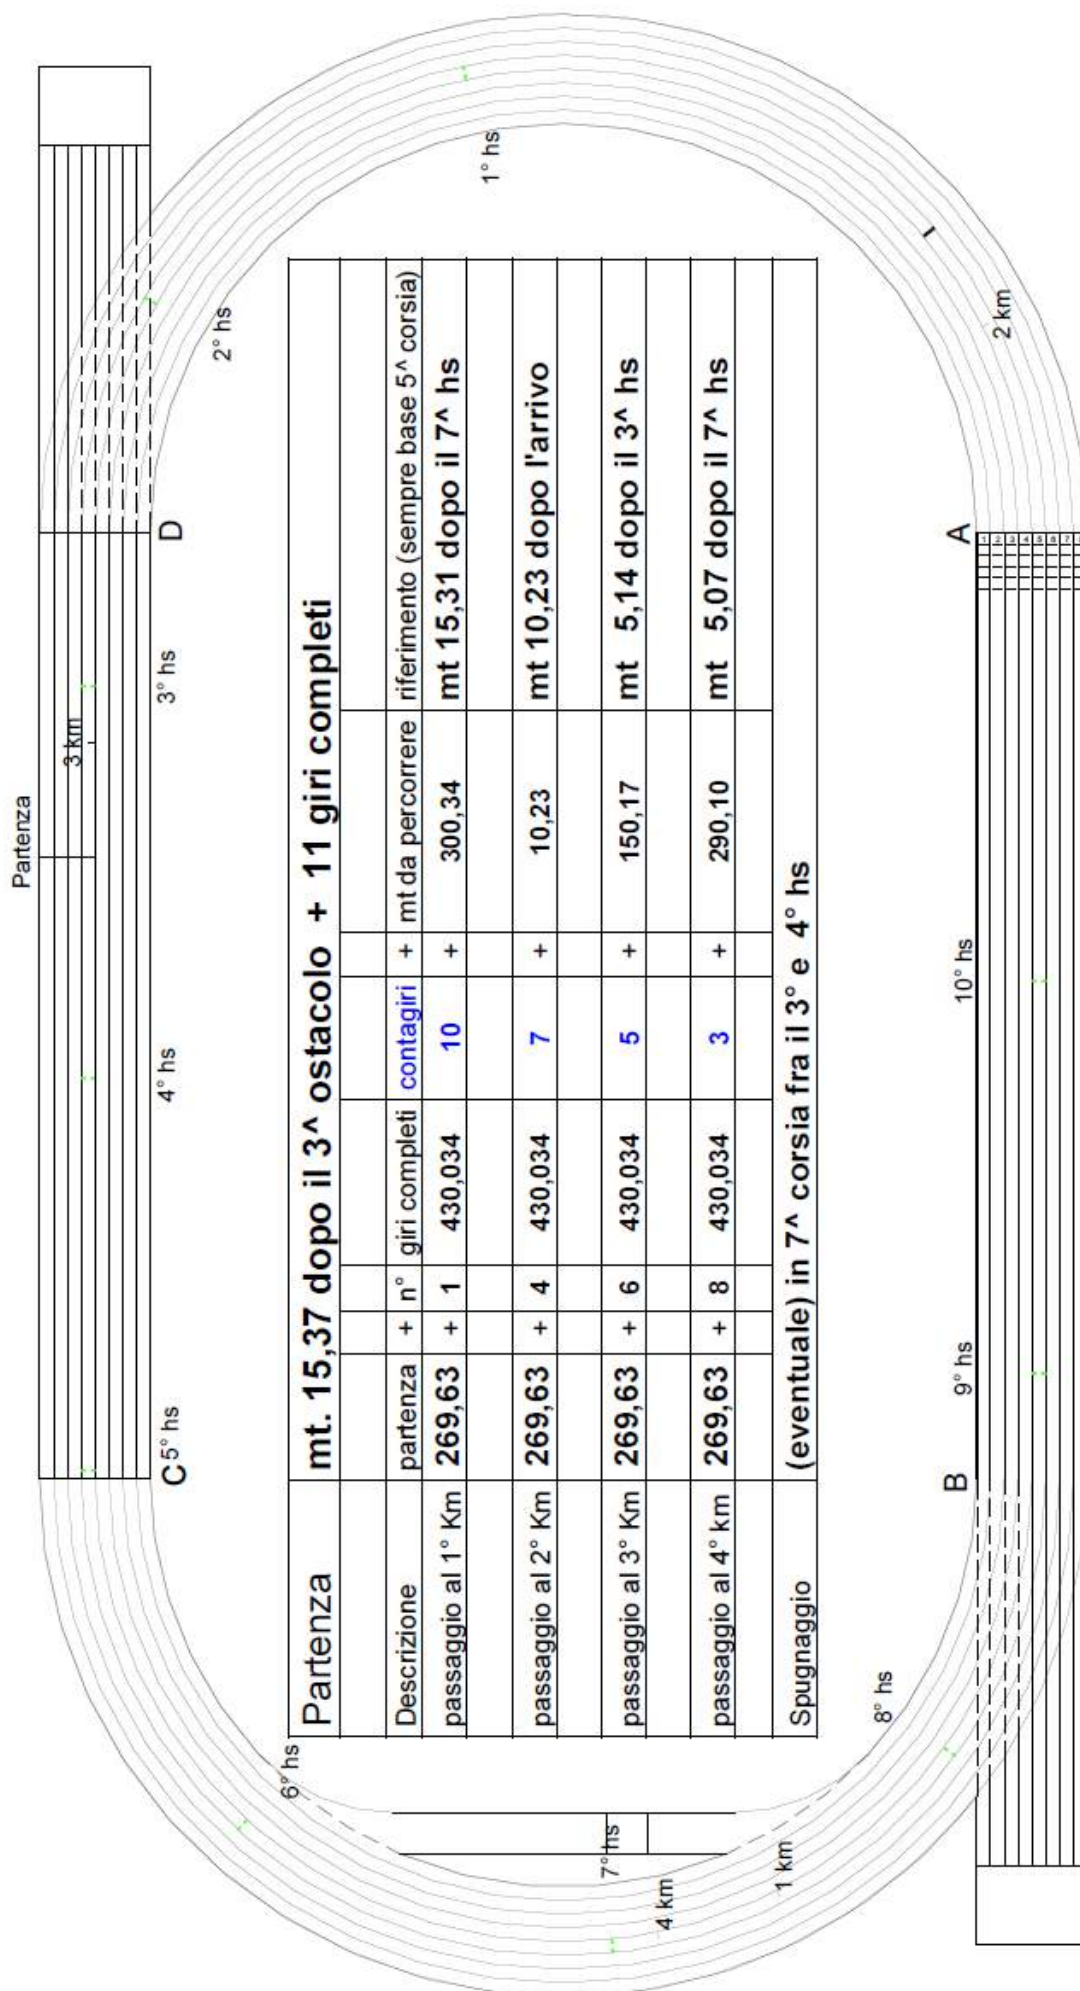 Partenza
3 km
1° hs
2° hs
3° hs
4° hs
5° hs
6° hs
7° hs
8° hs
9° hs
10° hs
D
C
B
A
1 2 3 4 5 6 7
1 km
2 km
4 km
Partenza mt. 15,37 dopo il 3^ ostacolo + 11 giri completi
Descrizione partenza + n° giri completi contagiri + mt da percorrere riferimento (sempre base 5^ corsia)
passaggio al 1° Km 269,63 + 1 430,034 10 + 300,34 mt 15,31 dopo il 7^ hs
passaggio al 2° Km 269,63 + 4 430,034 7 + 10,23 mt 10,23 dopo l'arrivo
passaggio al 3° Km 269,63 + 6 430,034 5 + 150,17 mt 5,14 dopo il 3^ hs
passaggio al 4° km 269,63 + 8 430,034 3 + 290,10 mt 5,07 dopo il 7^ hs
Spugnaggio (eventuale) in 7^ corsia fra il 3° e 4° hs